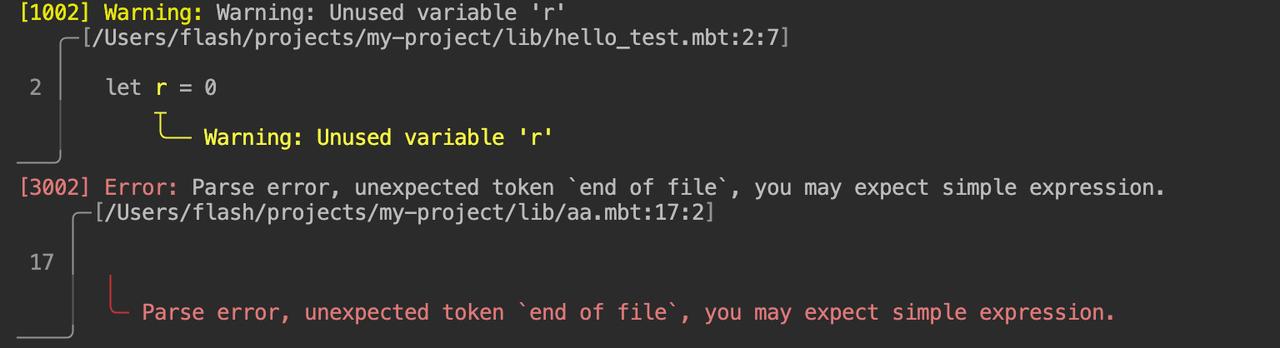 [1002] Warning: Warning: Unused variable 'r'
[/Users/flash/projects/my-project/lib/hello_test.mbt:2:7]
2 let r = 0
Warning: Unused variable 'r'
[3002] Error: Parse error, unexpected token `end of file`, you may expect simple expression.
[/Users/flash/projects/my-project/lib/aa.mbt:17:2]
17
Parse error, unexpected token `end of file`, you may expect simple expression.